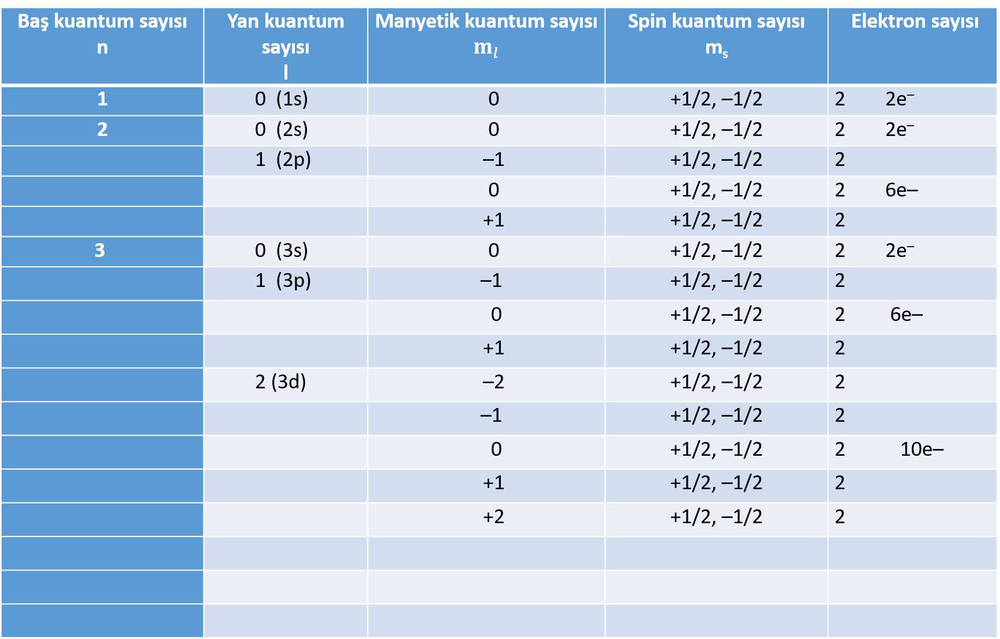 Baş kuantum sayısı
n
Yan kuantum
sayısı
l
Manyetik kuantum sayısı
m_l
Spin kuantum sayısı
m_s
Elektron sayısı
1 0 (1s) 0 +1/2, –1/2 2 2e⁻
2 0 (2s) 0 +1/2, –1/2 2 2e⁻
1 (2p) –1 +1/2, –1/2 2
0 +1/2, –1/2 2 6e–
+1 +1/2, –1/2 2
3 0 (3s) 0 +1/2, –1/2 2 2e⁻
1 (3p) –1 +1/2, –1/2 2
0 +1/2, –1/2 2 6e–
+1 +1/2, –1/2 2
2 (3d) –2 +1/2, –1/2 2
–1 +1/2, –1/2 2
0 +1/2, –1/2 2 10e–
+1 +1/2, –1/2 2
+2 +1/2, –1/2 2